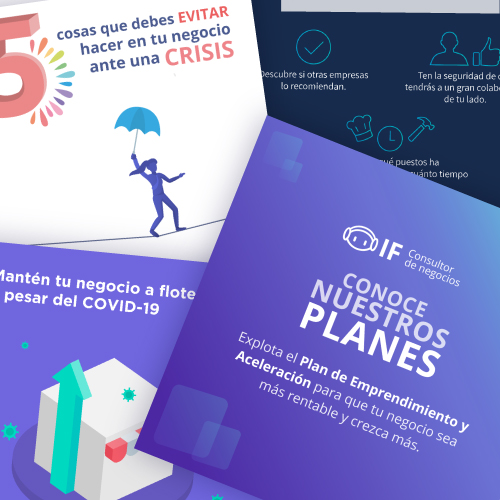 5
cosas que debes EVITAR
hacer en tu negocio
ante una CRISIS
Descubre si otras empresas
lo recomiendan.
Ten la seguridad de
tendrás a un gran
de tu lado.
puestos ha
tiempo
Mantén tu negocio a flote
pesar del COVID-19
IF Consultor
de negocios
CONOCE
NUESTROS
PLANES
Explota el Plan de Emprendimiento y
Aceleración para que tu negocio sea
más rentable y crezca más.